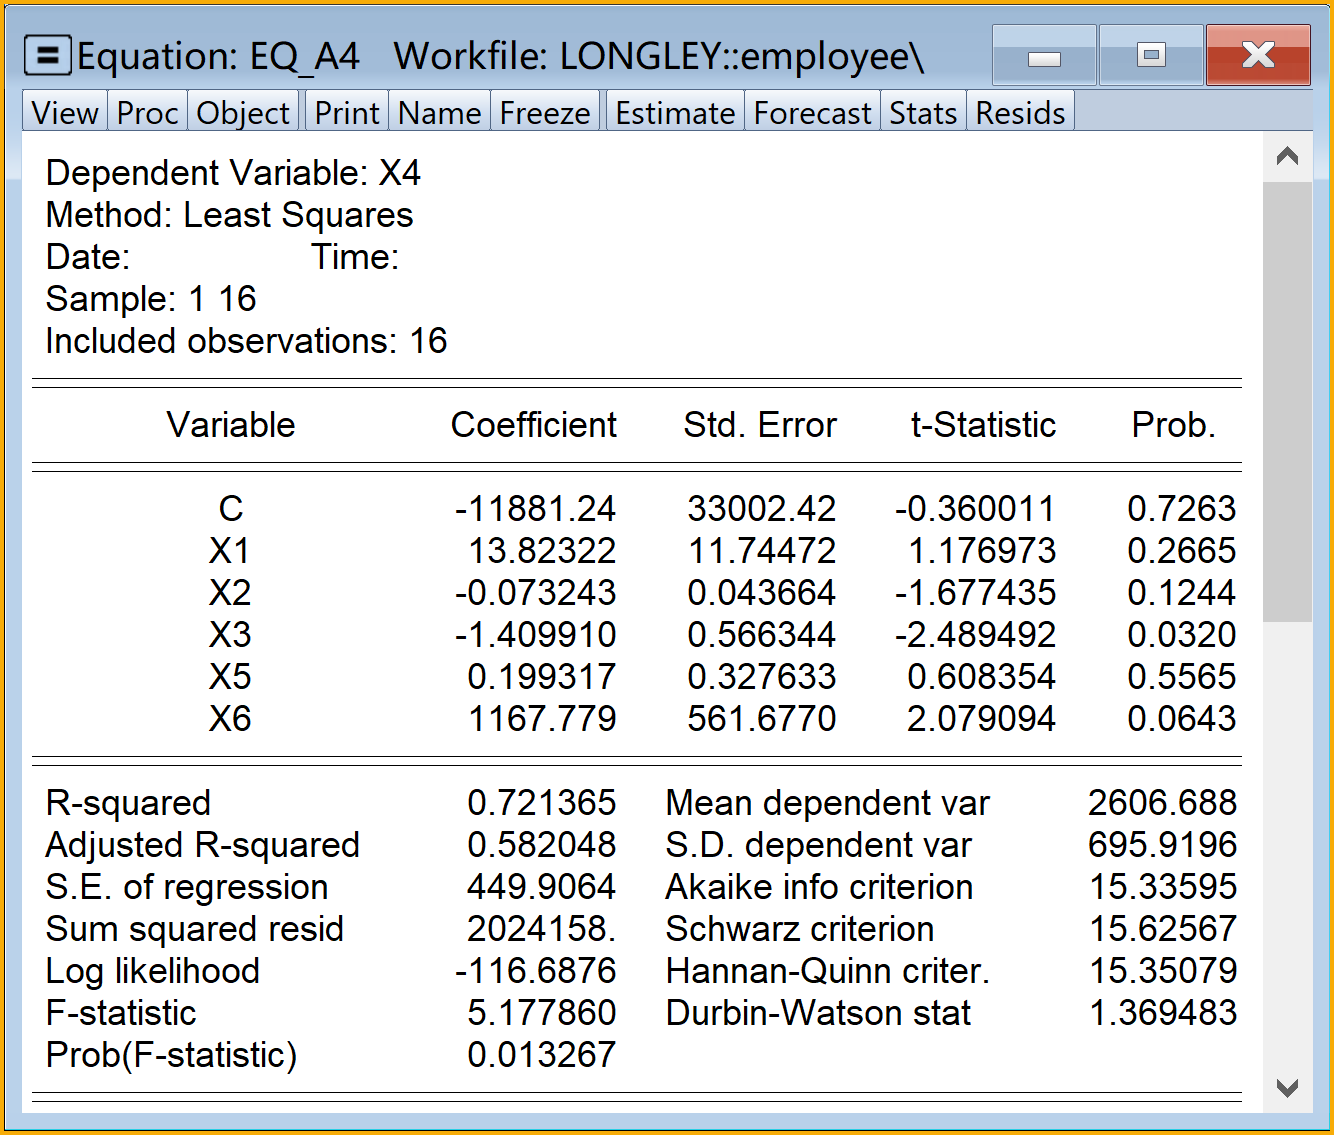 Equation: EQ_A4 Workfile: LONGLEY::employee\
View Proc Object Print Name Freeze Estimate Forecast Stats Resids
Dependent Variable: X4
Method: Least Squares
Date: Time:
Sample: 1 16
Included observations: 16
Variable Coefficient Std. Error t-Statistic Prob.
C -11881.24 33002.42 -0.360011 0.7263
X1 13.82322 11.74472 1.176973 0.2665
X2 -0.073243 0.043664 -1.677435 0.1244
X3 -1.409910 0.566344 -2.489492 0.0320
X5 0.199317 0.327633 0.608354 0.5565
X6 1167.779 561.6770 2.079094 0.0643
R-squared 0.721365 Mean dependent var 2606.688
Adjusted R-squared 0.582048 S.D. dependent var 695.9196
S.E. of regression 449.9064 Akaike info criterion 15.33595
Sum squared resid 2024158. Schwarz criterion 15.62567
Log likelihood -116.6876 Hannan-Quinn criter. 15.35079
F-statistic 5.177860 Durbin-Watson stat 1.369483
Prob(F-statistic) 0.013267